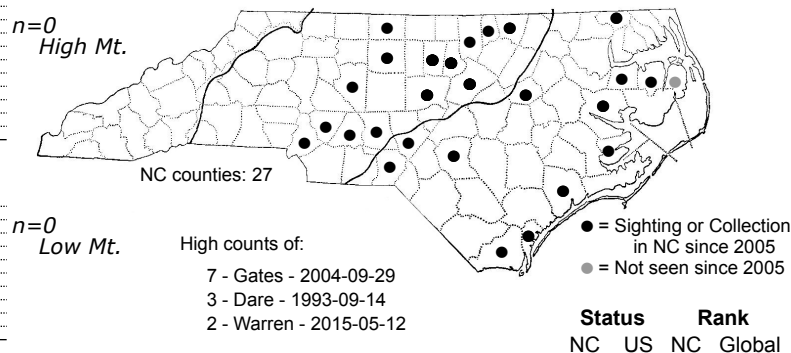 n=0
High Mt.
NC counties: 27
n=0
Low Mt.
High counts of:
7 - Gates - 2004-09-29
3 - Dare - 1993-09-14
2 - Warren - 2015-05-12
● = Sighting or Collection
in NC since 2005
● = Not seen since 2005
Status Rank
NC US NC Global